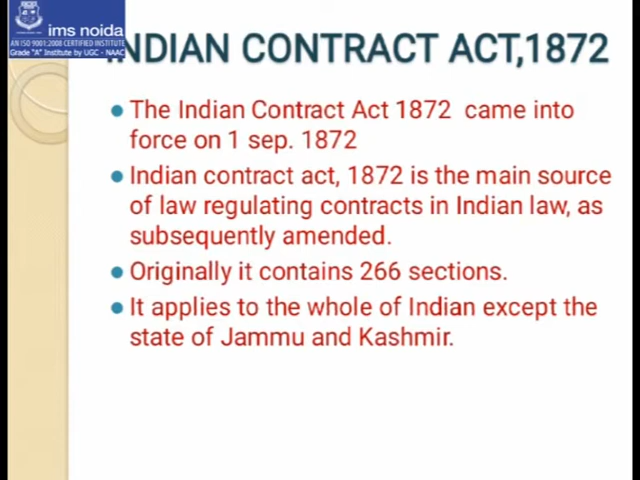 ims noida
AN ISO 9001:2008 CERTIFIED INSTITUTE
Grade "A" Institute by UGC - NAAC
INDIAN CONTRACT ACT,1872
The Indian Contract Act 1872 came into
force on 1 sep. 1872
Indian contract act, 1872 is the main source
of law regulating contracts in Indian law, as
subsequently amended.
Originally it contains 266 sections.
It applies to the whole of Indian except the
state of Jammu and Kashmir.